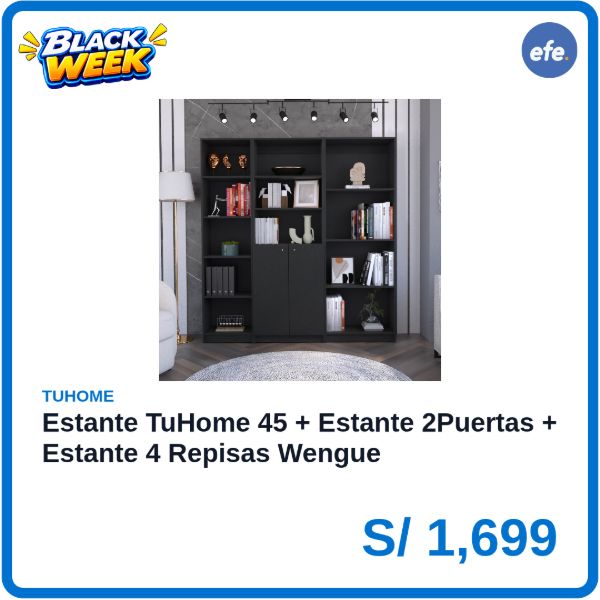 BLACK
WEEK
efe.
TUHOME
Estante TuHome 45 + Estante 2Puertas +
Estante 4 Repisas Wengue
S/ 1,699